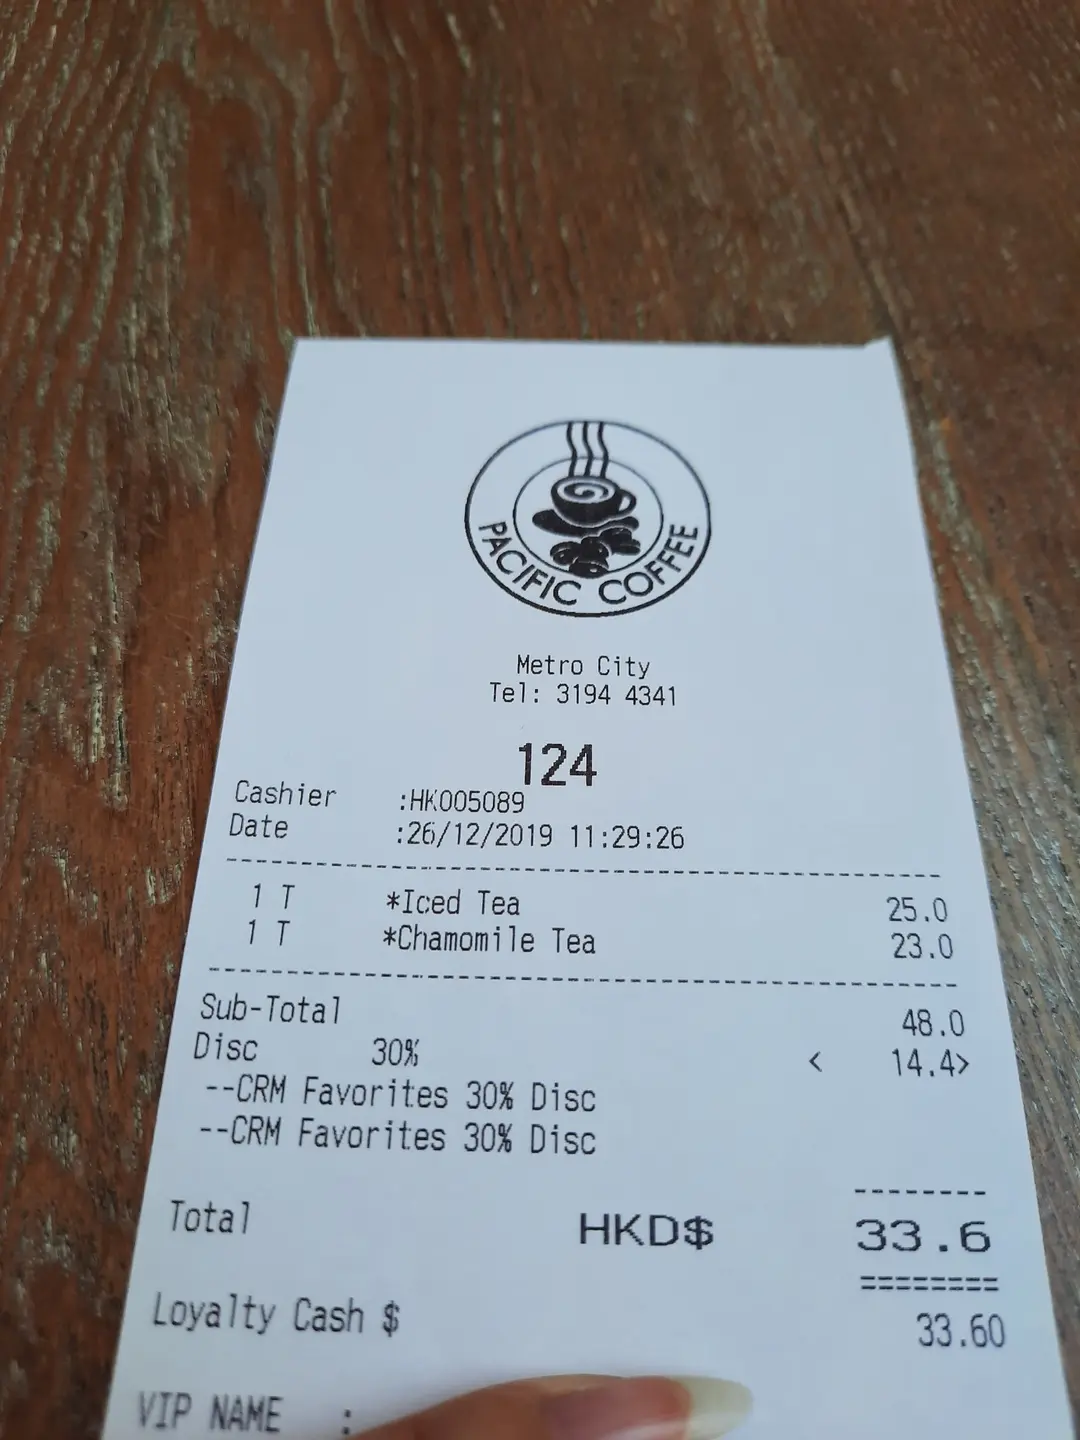 PACIFIC COFFEE
Metro City
Tel: 3194 4341
124
Cashier :HK005089
Date :26/12/2019 11:29:26
1 T *Iced Tea 25.0
1 T *Chamomile Tea 23.0
Sub-Total 48.0
Disc 30% < 14.4>
--CRM Favorites 30% Disc
--CRM Favorites 30% Disc
--------
Total HKD$ 33.6
========
Loyalty Cash $ 33.60
VIP NAME :